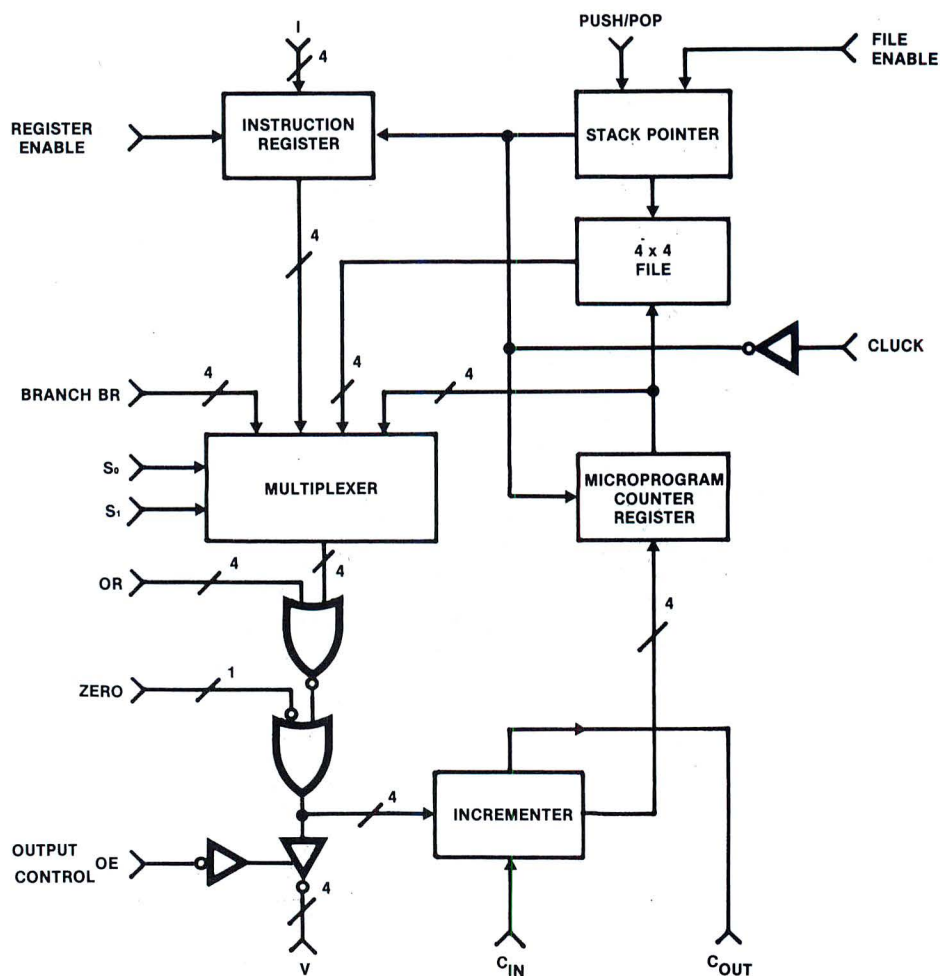 I
4
PUSH/POP
FILE
ENABLE
REGISTER
ENABLE
INSTRUCTION
REGISTER
STACK POINTER
4
4 x 4
FILE
CLUCK
BRANCH BR
4
4
4
S₀
S₁
MULTIPLEXER
MICROPROGRAM
COUNTER
REGISTER
OR
4
4
4
ZERO
1
4
INCREMENTER
OUTPUT
CONTROL
OE
4
V
C_IN
C_OUT